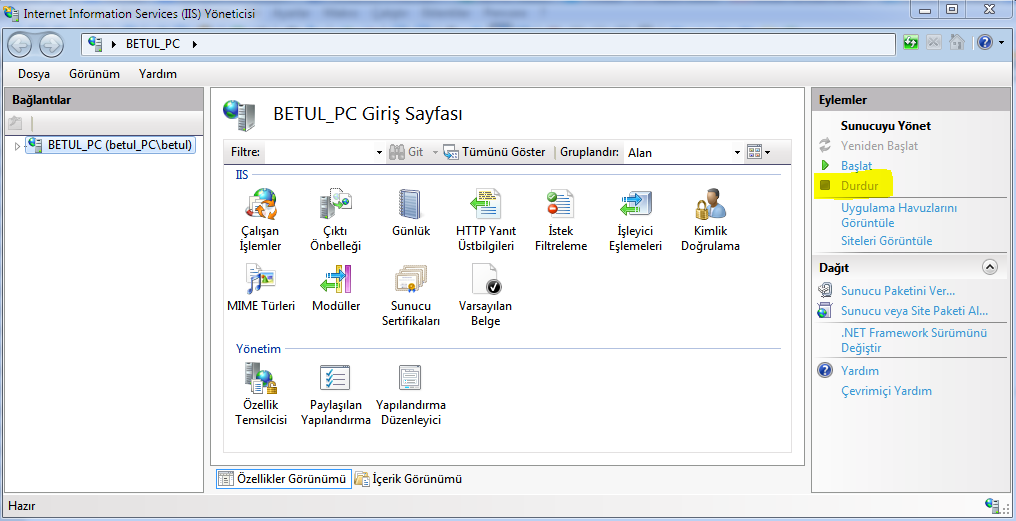 Internet Information Services (IIS) Yöneticisi
BETUL_PC
Dosya Görünüm Yardım
Bağlantılar
BETUL_PC (betul_PC\betul)
BETUL_PC Giriş Sayfası
Filtre: Git Tümünü Göster Gruplandır: Alan
IIS
Çalışan İşlemler
Çıktı Önbelleği
Günlük
HTTP Yanıt Üstbilgileri
İstek Filtreleme
İşleyici Eşlemeleri
Kimlik Doğrulama
MIME Türleri
Modüller
Sunucu Sertifikaları
Varsayılan Belge
Yönetim
Özellik Temsilcisi
Paylaşılan Yapılandırma
Yapılandırma Düzenleyici
Özellikler Görünümü İçerik Görünümü
Eylemler
Sunucuyu Yönet
Yeniden Başlat
Başlat
Durdur
Uygulama Havuzlarını
Görüntüle
Siteleri Görüntüle
Dağıt
Sunucu Paketini Ver...
Sunucu veya Site Paketi Al...
.NET Framework Sürümünü
Değiştir
Yardım
Çevrimiçi Yardım
Hazır